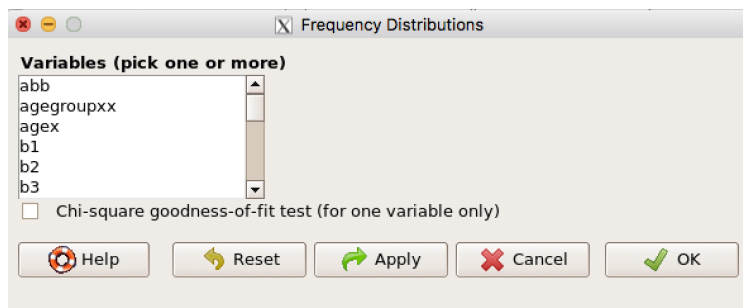 Frequency Distributions
Variables (pick one or more)
abb
agegroupxx
agex
b1
b2
b3
Chi-square goodness-of-fit test (for one variable only)
Help Reset Apply Cancel OK